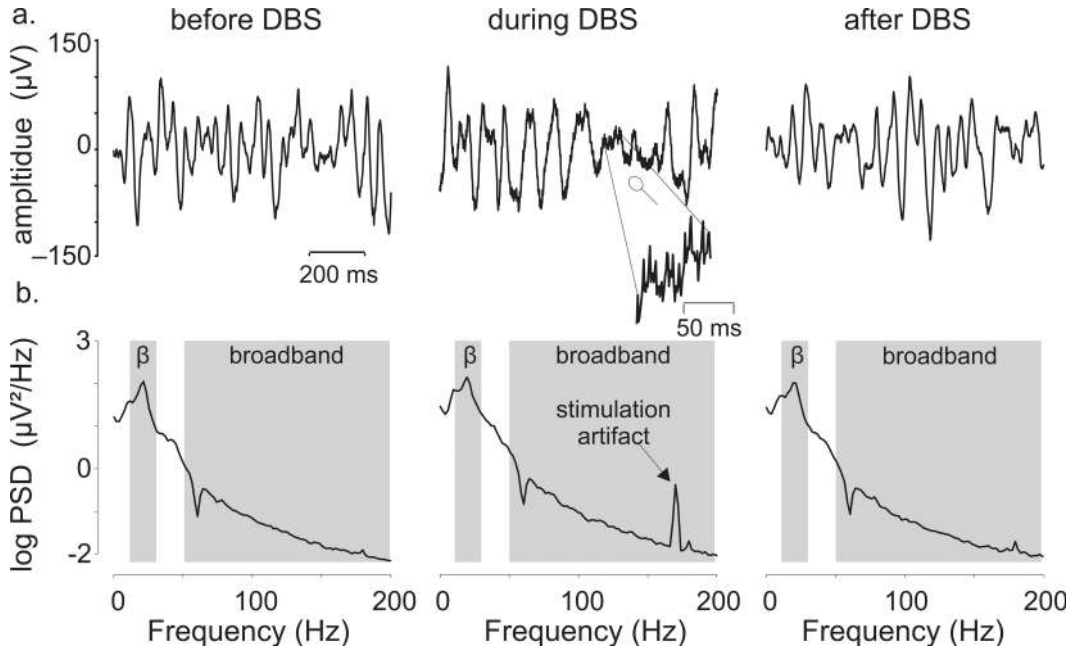 a.
before DBS
during DBS
after DBS
ampltidue (µV)
150
0
−150
200 ms
50 ms
b.
log PSD (µV²/Hz)
3
0
-2
β
broadband
β
broadband
stimulation
artifact
β
broadband
0 100 200
0 100 200
0 100 200
Frequency (Hz)
Frequency (Hz)
Frequency (Hz)